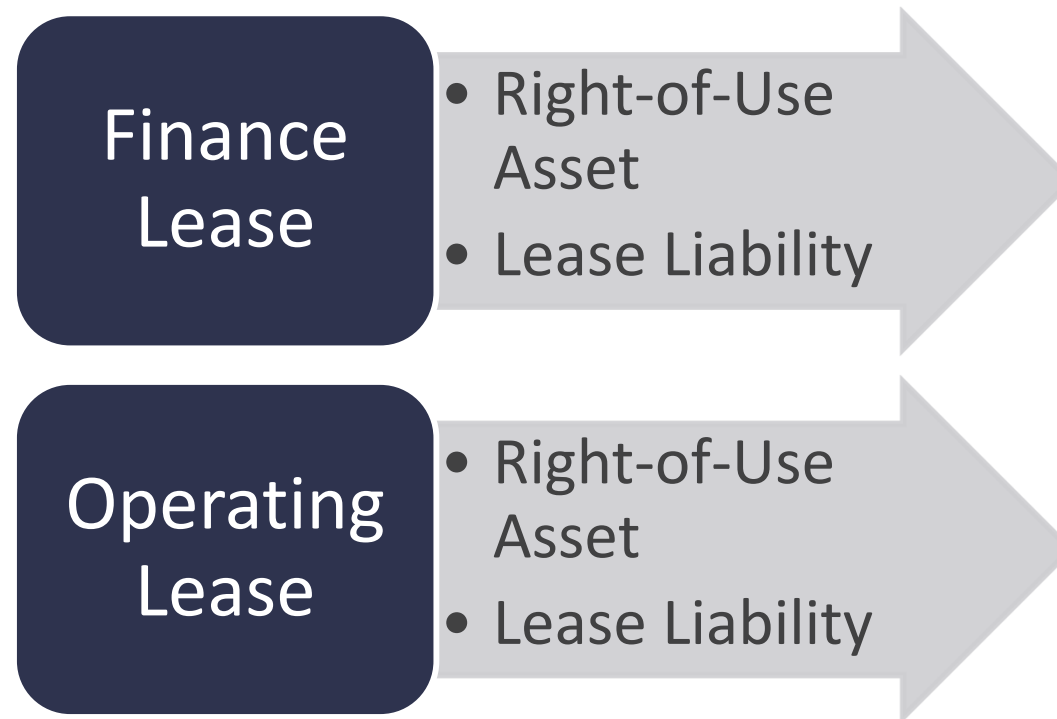 Finance
Lease
• Right-of-Use
Asset
• Lease Liability
Operating
Lease
• Right-of-Use
Asset
• Lease Liability